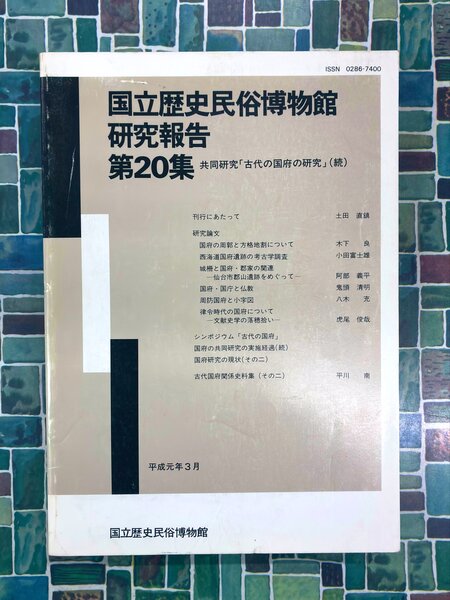 ISSN 0286-7400
国立歴史民俗博物館
研究報告
第20集 共同研究「古代の国府の研究」(続)
刊行にあたって 土田 直鎮
研究論文
国府の周郭と方格地割について 木下 良
西海道国府遺跡の考古学調査 小田富士雄
城柵と国府・郡家の関連
—仙台市郡山遺跡をめぐって— 阿部 義平
国府・国庁と仏教 鬼頭 清明
周防国府と小字図 八木 充
律令時代の国府について
—文献史学の落穂拾い— 虎尾 俊哉
シンポジウム「古代の国府」
国府の共同研究の実施経過(続)
国府研究の現状(その二)
古代国府関係史料集(その二) 平川 南
平成元年3月
国立歴史民俗博物館